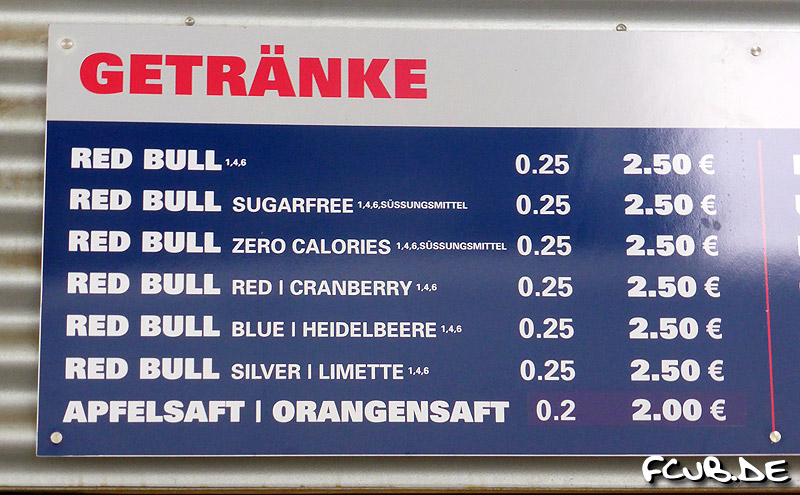 GETRÄNKE
RED BULL 1,4,6 0.25 2.50 €
RED BULL SUGARFREE 1,4,6,SÜSSUNGSMITTEL 0.25 2.50 €
RED BULL ZERO CALORIES 1,4,6,SÜSSUNGSMITTEL 0.25 2.50 €
RED BULL RED | CRANBERRY 1,4,6 0.25 2.50 €
RED BULL BLUE | HEIDELBEERE 1,4,6 0.25 2.50 €
RED BULL SILVER | LIMETTE 1,4,6 0.25 2.50 €
APFELSAFT | ORANGENSAFT 0.2 2.00 €
FCUB.DE